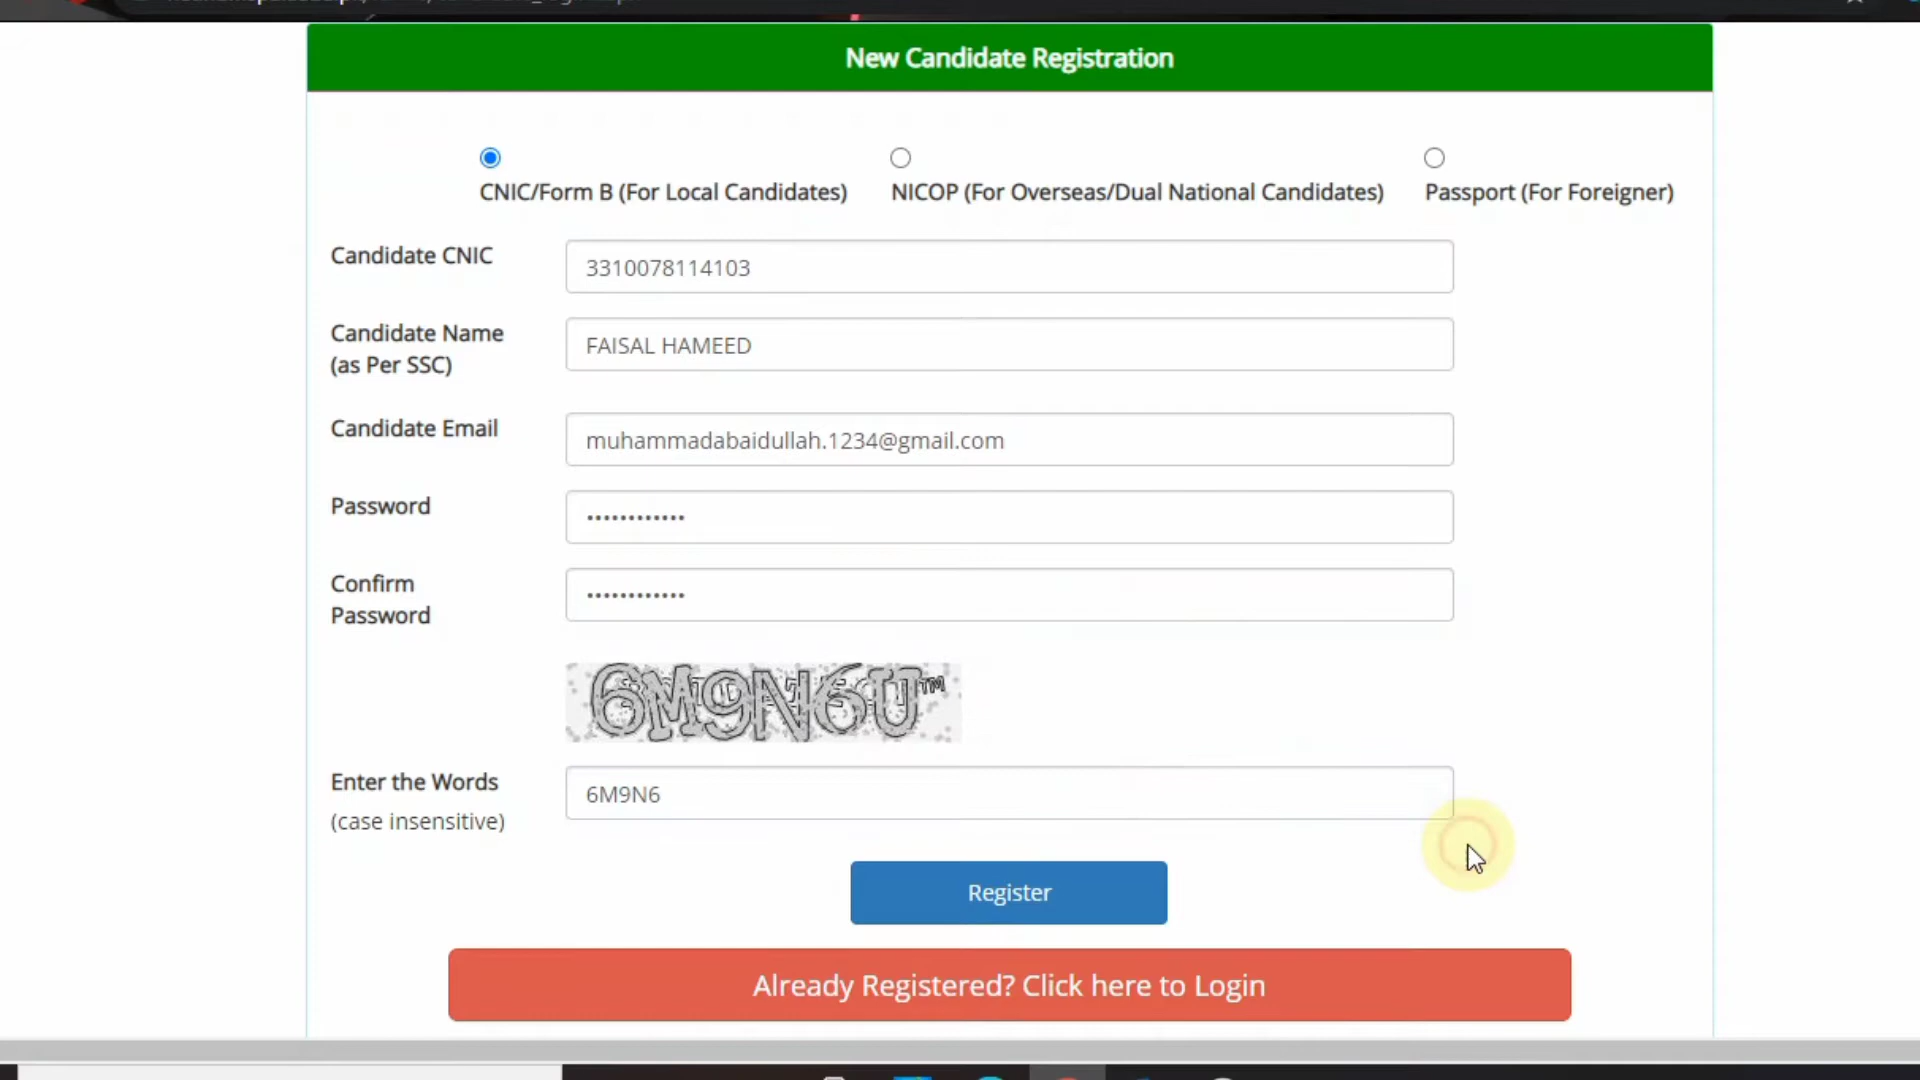 New Candidate Registration
CNIC/Form B (For Local Candidates)
NICOP (For Overseas/Dual National Candidates)
Passport (For Foreigner)
Candidate CNIC
3310078114103
Candidate Name
(as Per SSC)
FAISAL HAMEED
Candidate Email
muhammadabaidullah.1234@gmail.com
Password
••••••••••••
Confirm
Password
••••••••••••
6M9N6U
Enter the Words
(case insensitive)
6M9N6
Register
Already Registered? Click here to Login